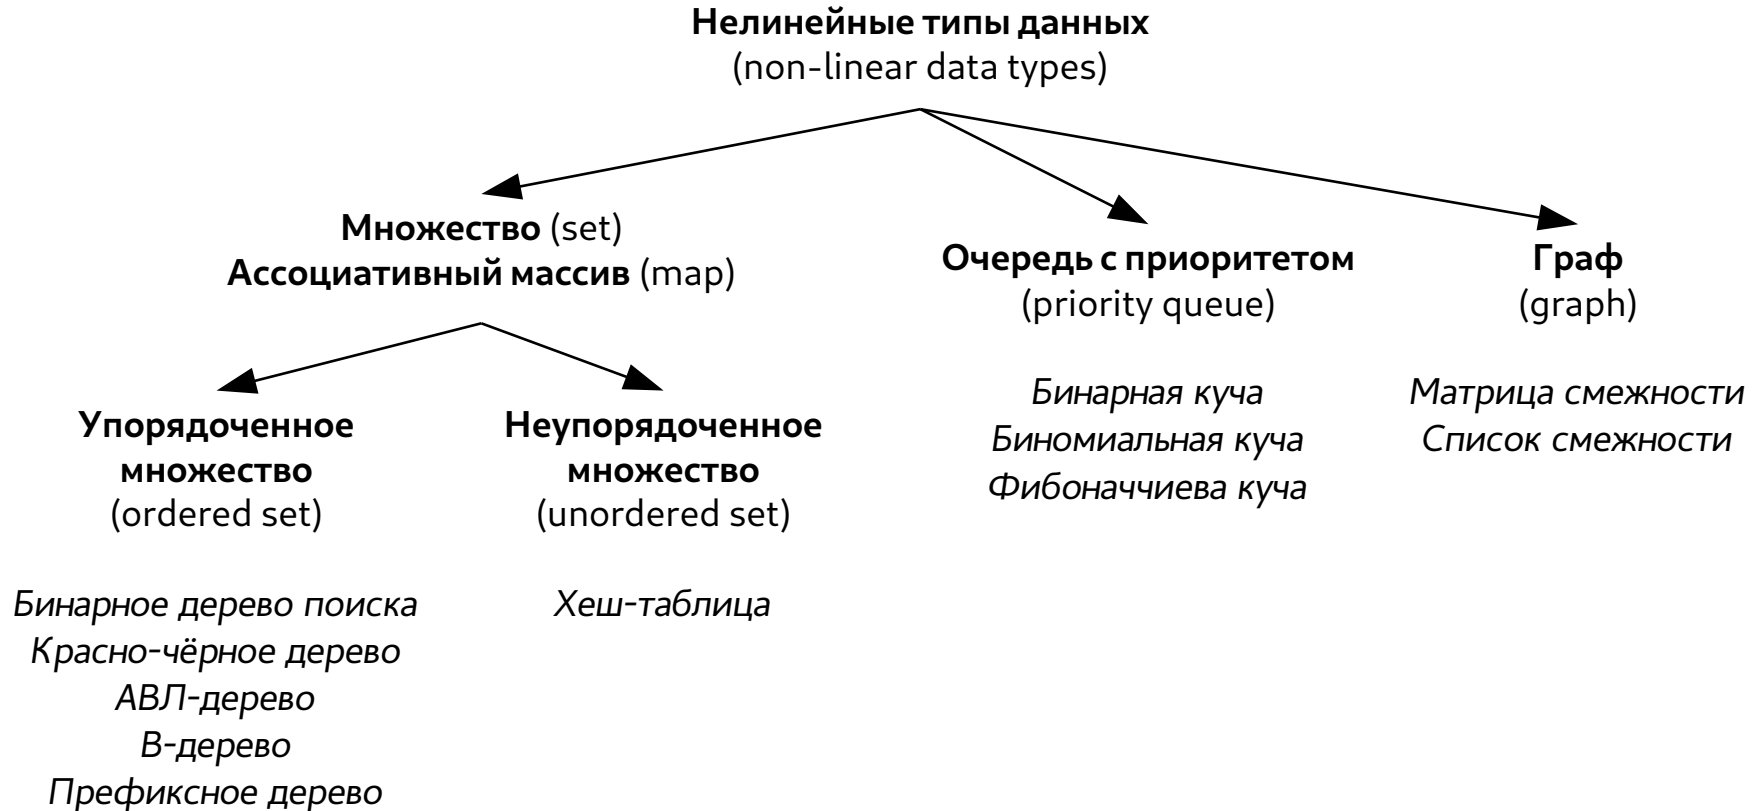 Нелинейные типы данных
(non-linear data types)
Множество (set)
Ассоциативный массив (map)
Очередь с приоритетом
(priority queue)
Граф
(graph)
Упорядоченное
множество
(ordered set)
Неупорядоченное
множество
(unordered set)
Бинарная куча
Биномиальная куча
Фибоначчиева куча
Матрица смежности
Список смежности
Бинарное дерево поиска
Красно-чёрное дерево
АВЛ-дерево
B-дерево
Префиксное дерево
Хеш-таблица